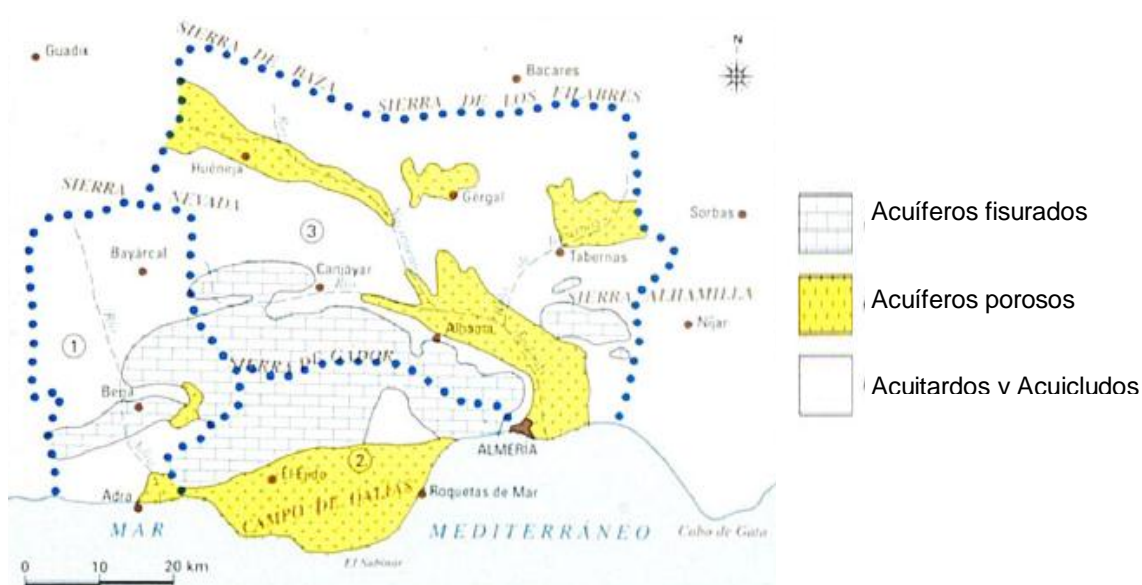 Guadix
SIERRA DE BAZA
Bacares
SIERRA DE LOS FILABRES
N
Huéneja
Gérgal
SIERRA NEVADA
Sorbas
Bayárcal
3
Canjáyar
Tabernas
SIERRA ALHAMILLA
Níjar
1
Alhama
SIERRA DE GADOR
Berja
ALMERIA
2
El Ejido
Adra
CAMPO DE DALIAS
Roquetas de Mar
MAR MEDITERRÁNEO
Cabo de Gata
El Sabinar
0 10 20 km
Acuíferos fisurados
Acuíferos porosos
Acuitardos y Acuicludos